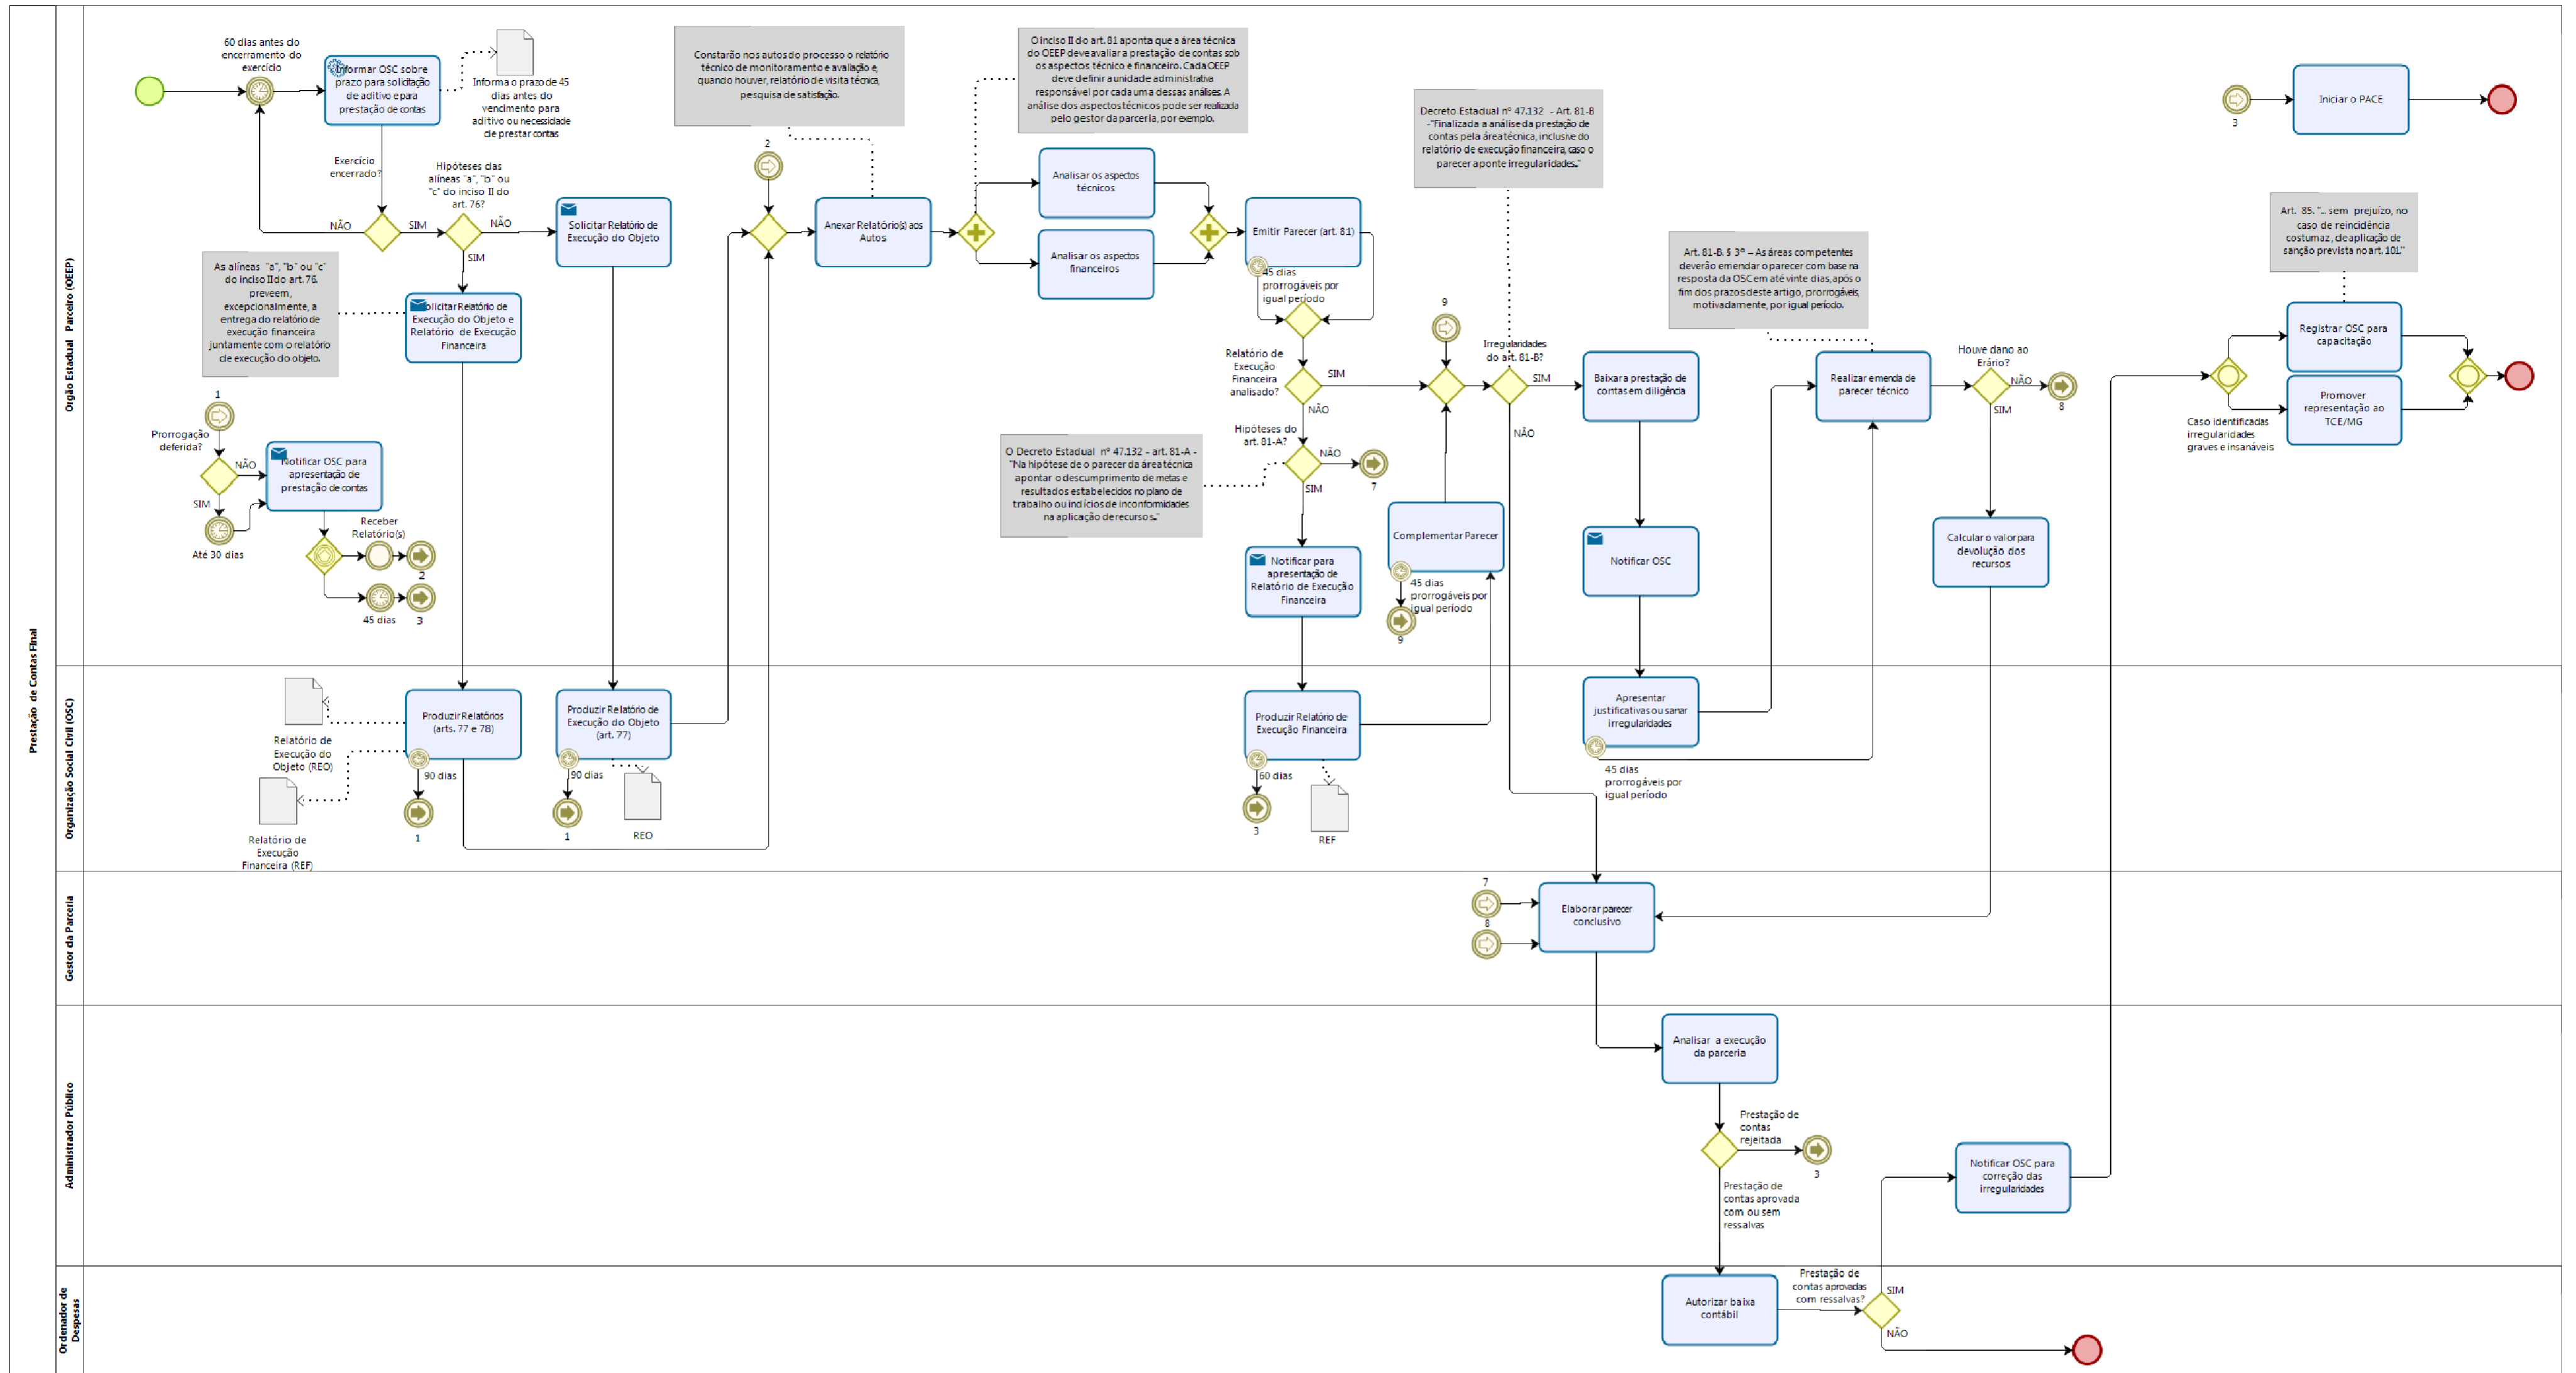 Prestação de Contas Final
Orgão Estadual Parceiro (OEEP)
60 dias antes do
encerramento do
exercício
Informar OSC sobre
prazo para solicitação
de aditivo e para
prestação de contas
Informa o prazo de 45
dias antes do
vencimento para
aditivo ou necessidade
de prestar contas
Exercício
encerrado?
NÃO
SIM
Hipóteses das
alíneas "a", "b" ou
"c" do inciso II do
art. 76?
NÃO
SIM
Solicitar Relatório de
Execução do Objeto
As alíneas "a", "b" ou "c"
do inciso II do art. 76.
preveem,
excepcionalmente, a
entrega do relatório de
execução financeira
juntamente com o relatório
de execução do objeto.
Solicitar Relatório de
Execução do Objeto e
Relatório de Execução
Financeira
1
Prorrogação
deferida?
NÃO
SIM
Até 30 dias
Notificar OSC para
apresentação de
prestação de contas
Receber
Relatório(s)
2
45 dias
3
Constarão nos autos do processo o relatório
técnico de monitoramento e avaliação e,
quando houver, relatório de visita técnica,
pesquisa de satisfação.
2
Anexar Relatório(s) aos
Autos
O inciso II do art. 81 aponta que a área técnica
do OEEP deve avaliar a prestação de contas sob
os aspectos técnico e financeiro. Cada OEEP
deve definir a unidade administrativa
responsável por cada uma dessas análises. A
análise dos aspectos técnicos pode ser realizada
pelo gestor da parceria, por exemplo.
Analisar os aspectos
técnicos
Analisar os aspectos
financeiros
Emitir Parecer (art. 81)
45 dias
prorrogáveis por
igual período
Relatório de
Execução
Financeira
analisado?
SIM
NÃO
Hipóteses do
art. 81-A?
NÃO
7
SIM
O Decreto Estadual nº 47.132 - art. 81-A -
"Na hipótese de o parecer da área técnica
apontar o descumprimento de metas e
resultados estabelecidos no plano de
trabalho ou indícios de inconformidades
na aplicação de recursos."
Notificar para
apresentação de
Relatório de Execução
Financeira
9
Complementar Parecer
45 dias
prorrogáveis por
igual período
9
Decreto Estadual nº 47.132 - Art. 81-B
-"Finalizada a análise da prestação de
contas pela área técnica, inclusive do
relatório de execução financeira, caso o
parecer aponte irregularidades."
Irregularidades
do art. 81-B?
SIM
NÃO
Baixar a prestação de
contas em diligência
Notificar OSC
Art. 81-B. § 3º – As áreas competentes
deverão emendar o parecer com base na
resposta da OSC em até vinte dias, após o
fim dos prazos deste artigo, prorrogáveis,
motivadamente, por igual período.
Realizar emenda de
parecer técnico
Houve dano ao
Erário?
NÃO
8
SIM
Calcular o valor para
devolução dos
recursos
3
Iniciar o PACE
Art. 85. "... sem prejuízo, no
caso de reincidência
costumaz, de aplicação de
sanção prevista no art. 101."
Registrar OSC para
capacitação
Promover
representação ao
TCE/MG
Caso identificadas
irregularidades
graves e insanáveis
Organização Social Civil (OSC)
Relatório de
Execução do
Objeto (REO)
Relatório de
Execução
Financeira (REF)
Produzir Relatórios
(arts. 77 e 78)
90 dias
1
Produzir Relatório de
Execução do Objeto
(art. 77)
90 dias
1
REO
Produzir Relatório de
Execução Financeira
60 dias
3
REF
Apresentar
justificativas ou sanar
irregularidades
45 dias
prorrogáveis por
igual período
Gestor da Parceria
7
8
Elaborar parecer
conclusivo
Administrador Público
Analisar a execução
da parceria
Prestação de
contas
rejeitada
3
Prestação de
contas aprovada
com ou sem
ressalvas
Notificar OSC para
correção das
irregularidades
Ordenador de
Despesas
Autorizar baixa
contábil
Prestação de
contas aprovadas
com ressalvas?
SIM
NÃO